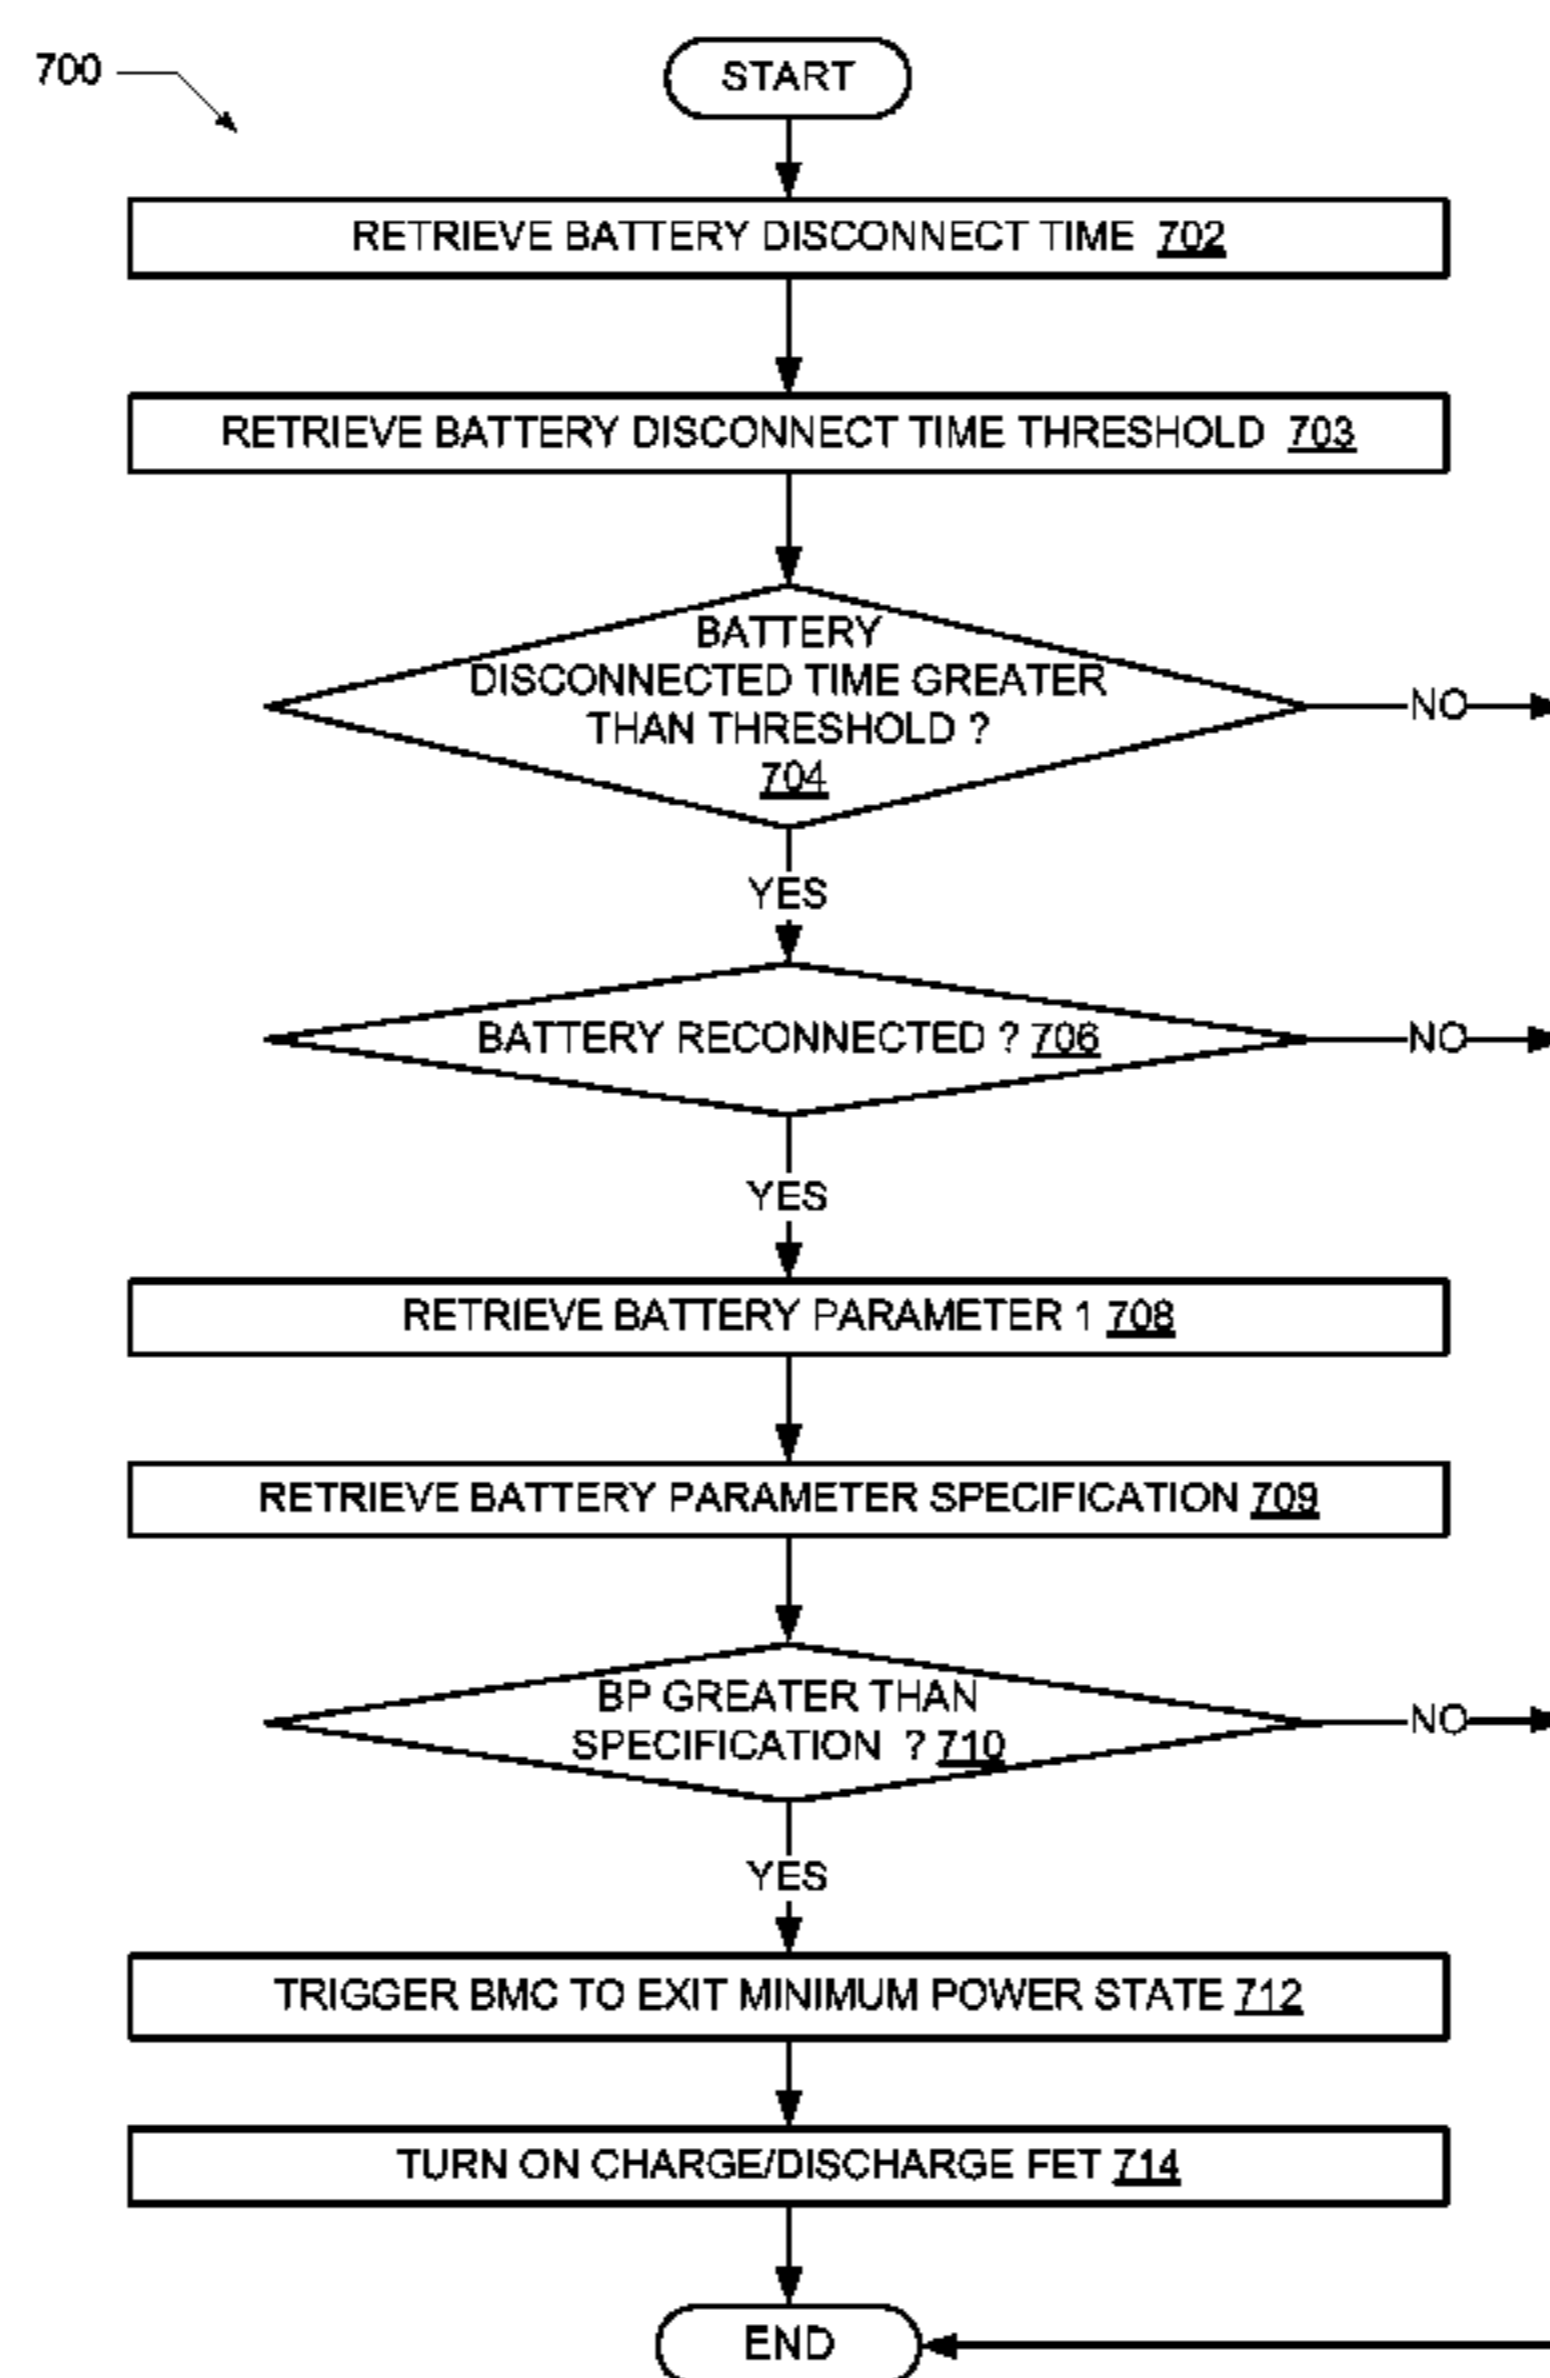 700
START
RETRIEVE BATTERY DISCONNECT TIME 702
RETRIEVE BATTERY DISCONNECT TIME THRESHOLD 703
BATTERY
DISCONNECTED TIME GREATER
THAN THRESHOLD ?
704
NO
YES
BATTERY RECONNECTED ? 706
NO
YES
RETRIEVE BATTERY PARAMETER 1 708
RETRIEVE BATTERY PARAMETER SPECIFICATION 709
BP GREATER THAN
SPECIFICATION ? 710
NO
YES
TRIGGER BMC TO EXIT MINIMUM POWER STATE 712
TURN ON CHARGE/DISCHARGE FET 714
END